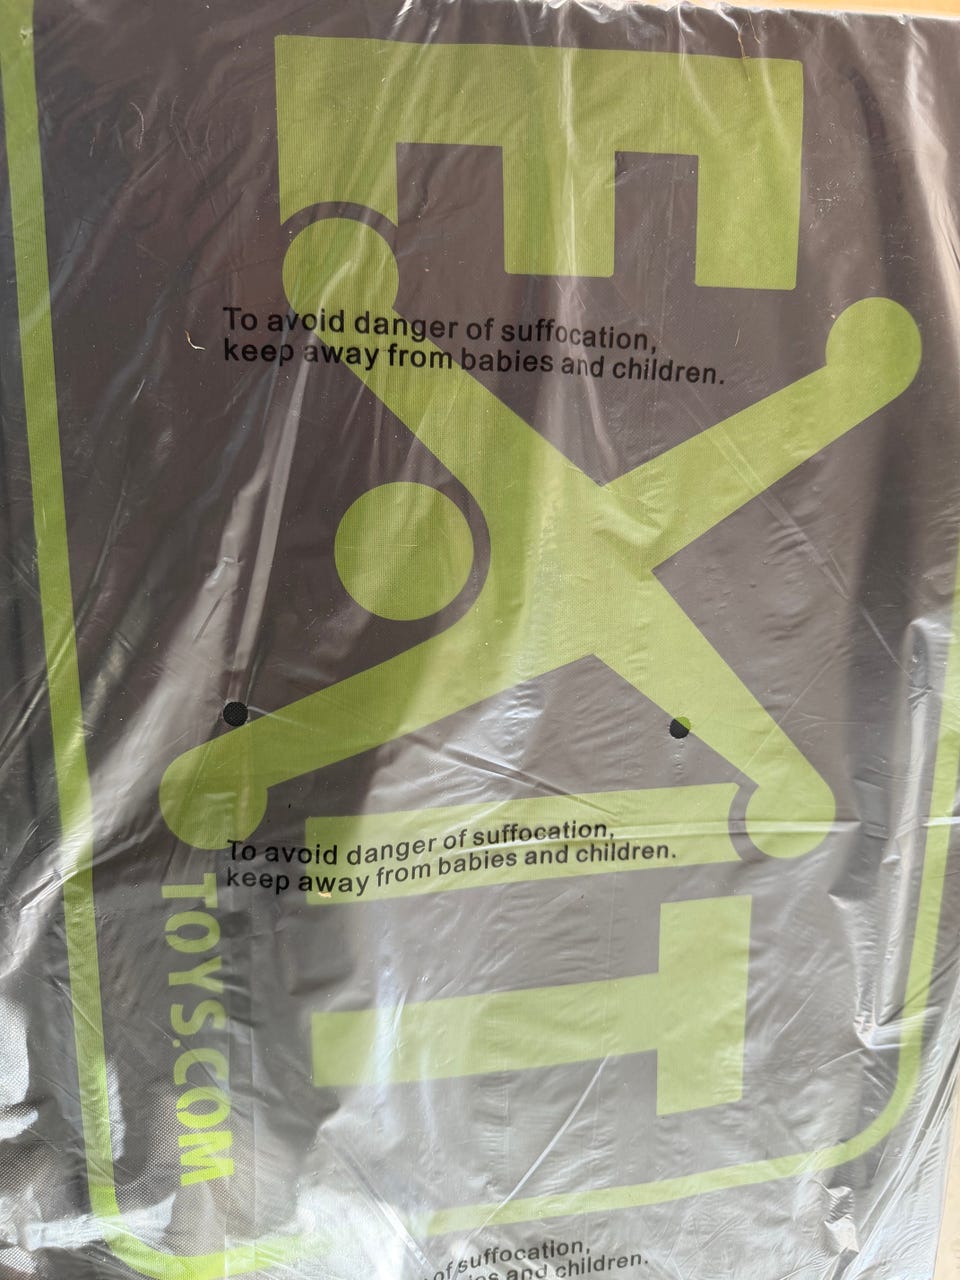 EXIT
TOYS.COM
To avoid danger of suffocation,
keep away from babies and children.
To avoid danger of suffocation,
keep away from babies and children.
of suffocation,
and children.